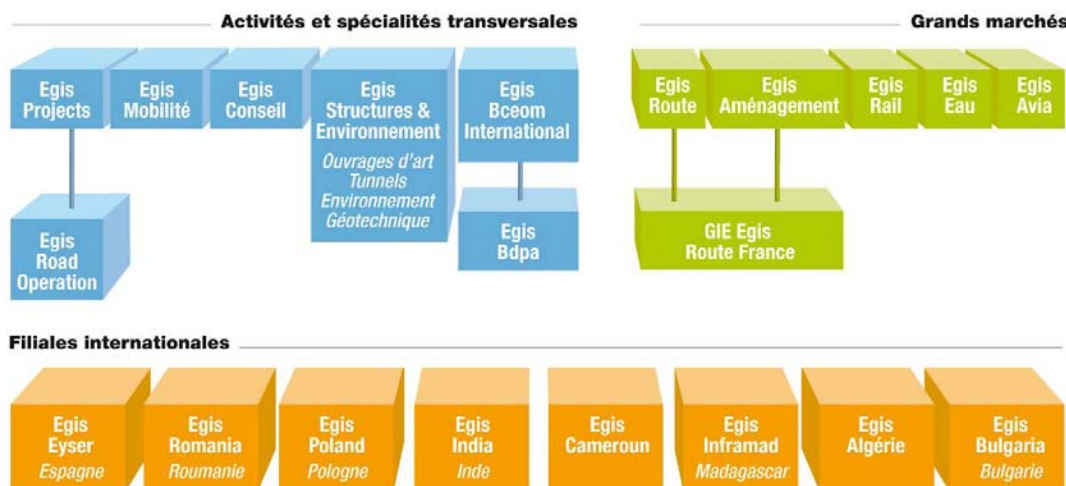 Activités et spécialités transversales
Grands marchés
Egis
Projects
Egis
Mobilité
Egis
Conseil
Egis
Structures &
Environnement
Ouvrages d'art
Tunnels
Environnement
Géotechnique
Egis
Bceom
International
Egis
Route
Egis
Aménagement
Egis
Rail
Egis
Eau
Egis
Avia
Egis
Road
Operation
Egis
Bdpa
GIE Egis
Route France
Filiales internationales
Egis
Eyser
Espagne
Egis
Romania
Roumanie
Egis
Poland
Pologne
Egis
India
Inde
Egis
Cameroun
Egis
Inframad
Madagascar
Egis
Algérie
Egis
Bulgaria
Bulgarie